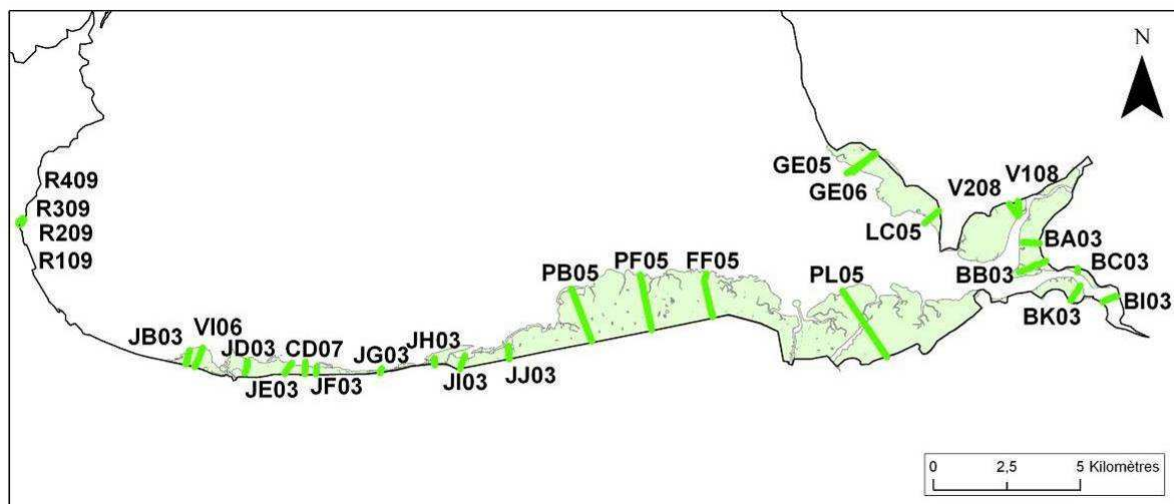 N
R409
R309
R209
R109
GE05
GE06
V108
V208
LC05
BA03
BB03
BC03
BK03
BI03
PB05
PF05
FF05
PL05
JB03
VI06
JD03
CD07
JE03
JF03
JG03
JH03
JI03
JJ03
0 2,5 5 Kilomètres